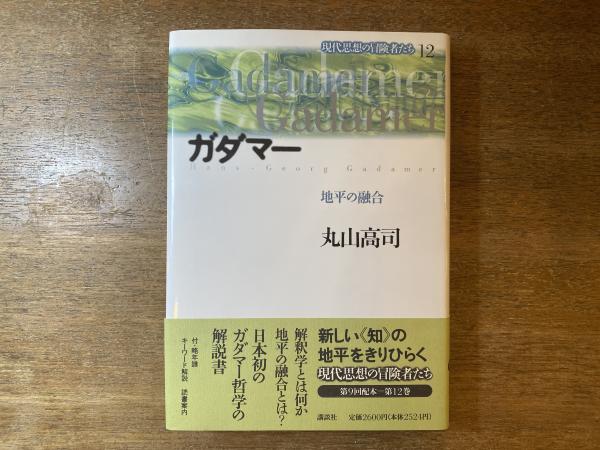 現代思想の冒険者たち 12
Gadamer
Gadamer
ガダマー
Hans-Georg Gadamer
地平の融合
丸山高司
新しい《知》の
地平をきりひらく
現代思想の冒険者たち
第9回配本―第12巻
講談社 定価2600円(本体2524円)
解釈学とは何か
地平の融合とは?
日本初の
ガダマー哲学の
解説書
付・略年譜
キーワード解説 読書案内